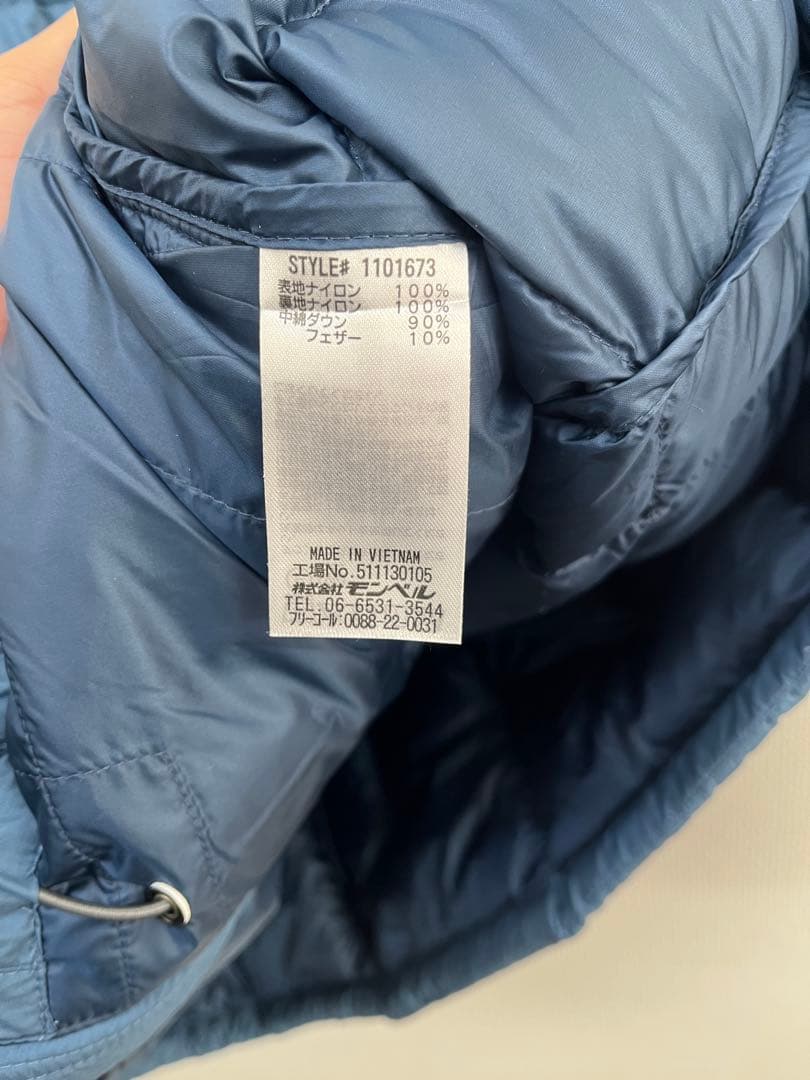 STYLE# 1101673
表地ナイロン 100%
裏地ナイロン 100%
中綿ダウン 90%
フェザー 10%
MADE IN VIETNAM
工場No.511130105
株式会社 モンベル
TEL.06-6531-3544
フリーコール:0088-22-0031